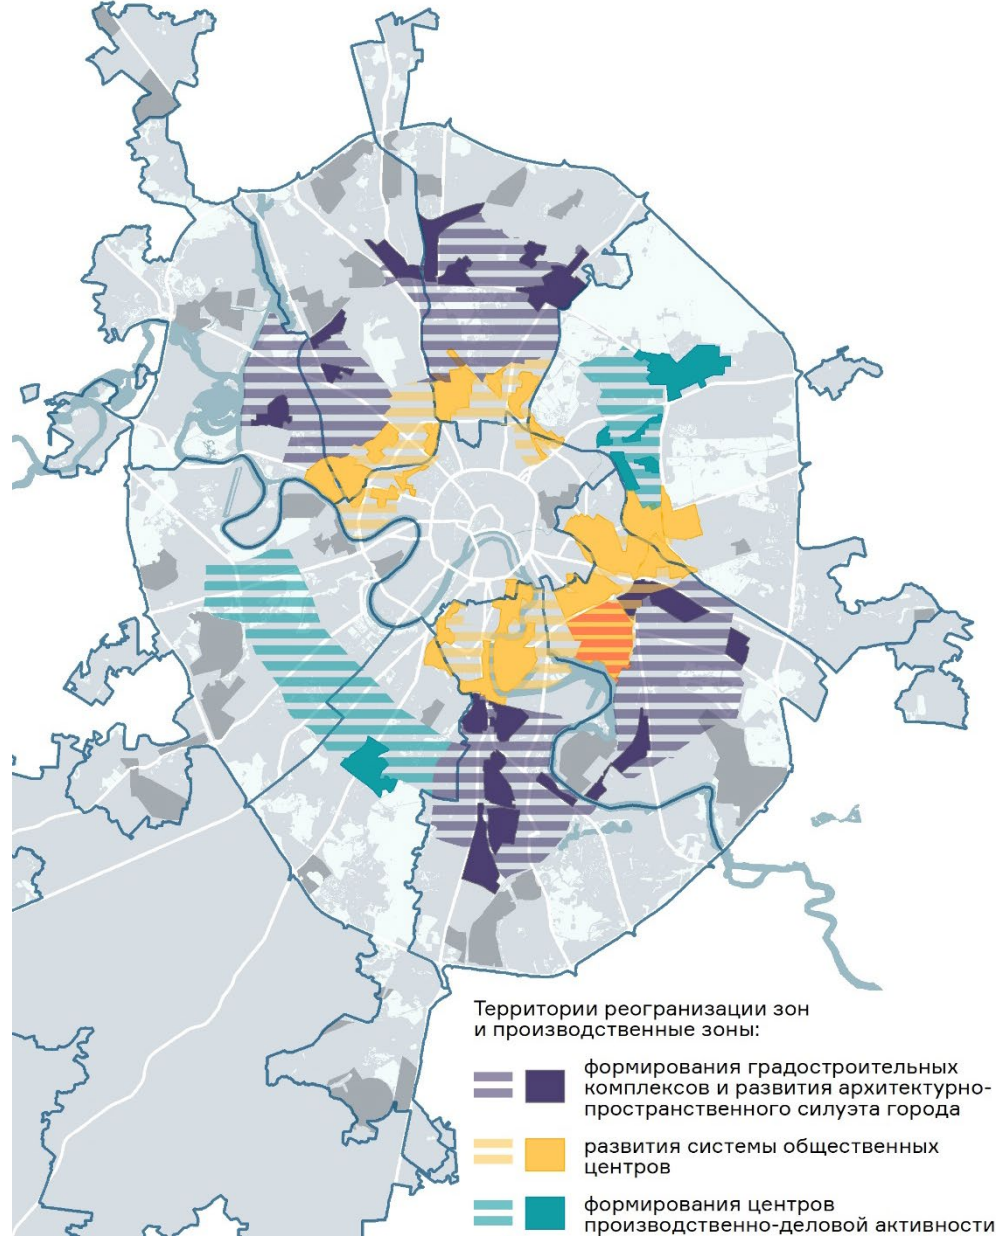 Территории реогранизации зон
и производственные зоны:
формирования градостроительных
комплексов и развития архитектурно-
пространственного силуэта города
развития системы общественных
центров
формирования центров
производственно-деловой активности